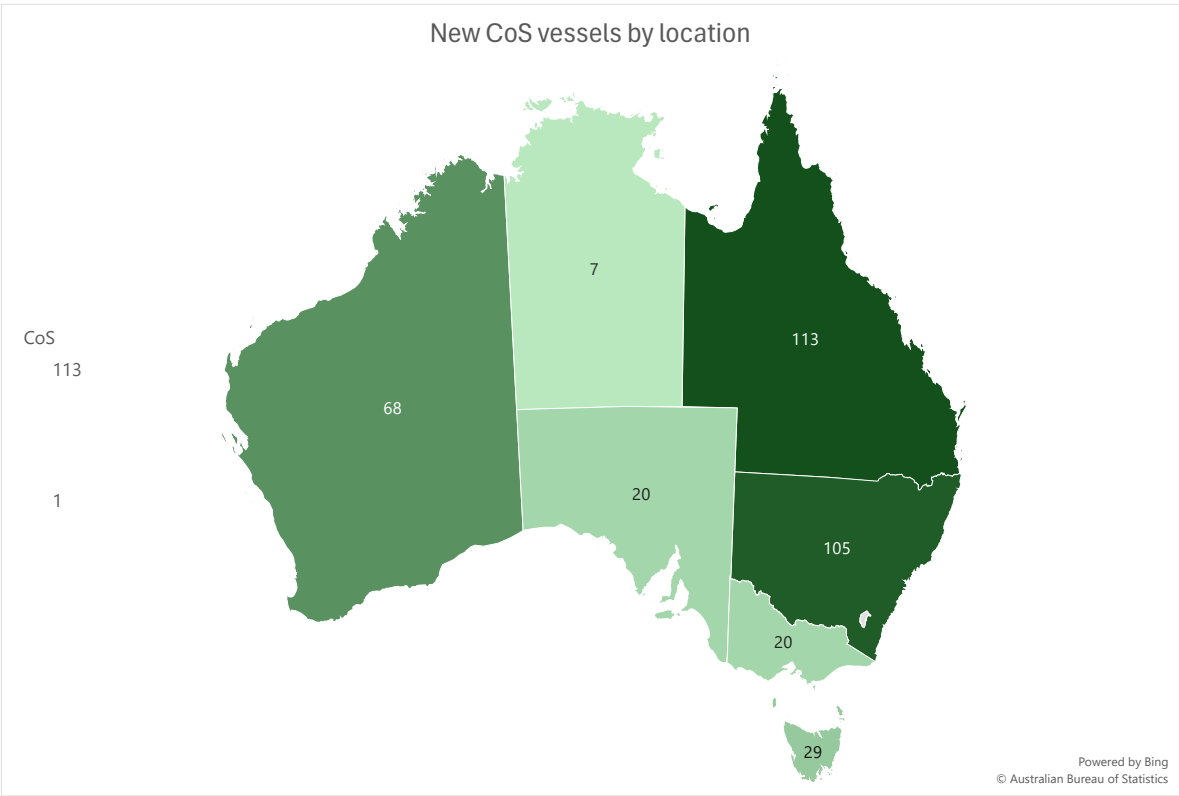 New CoS vessels by location
7
113
CoS
113
68
20
105
1
20
29
Powered by Bing
© Australian Bureau of Statistics